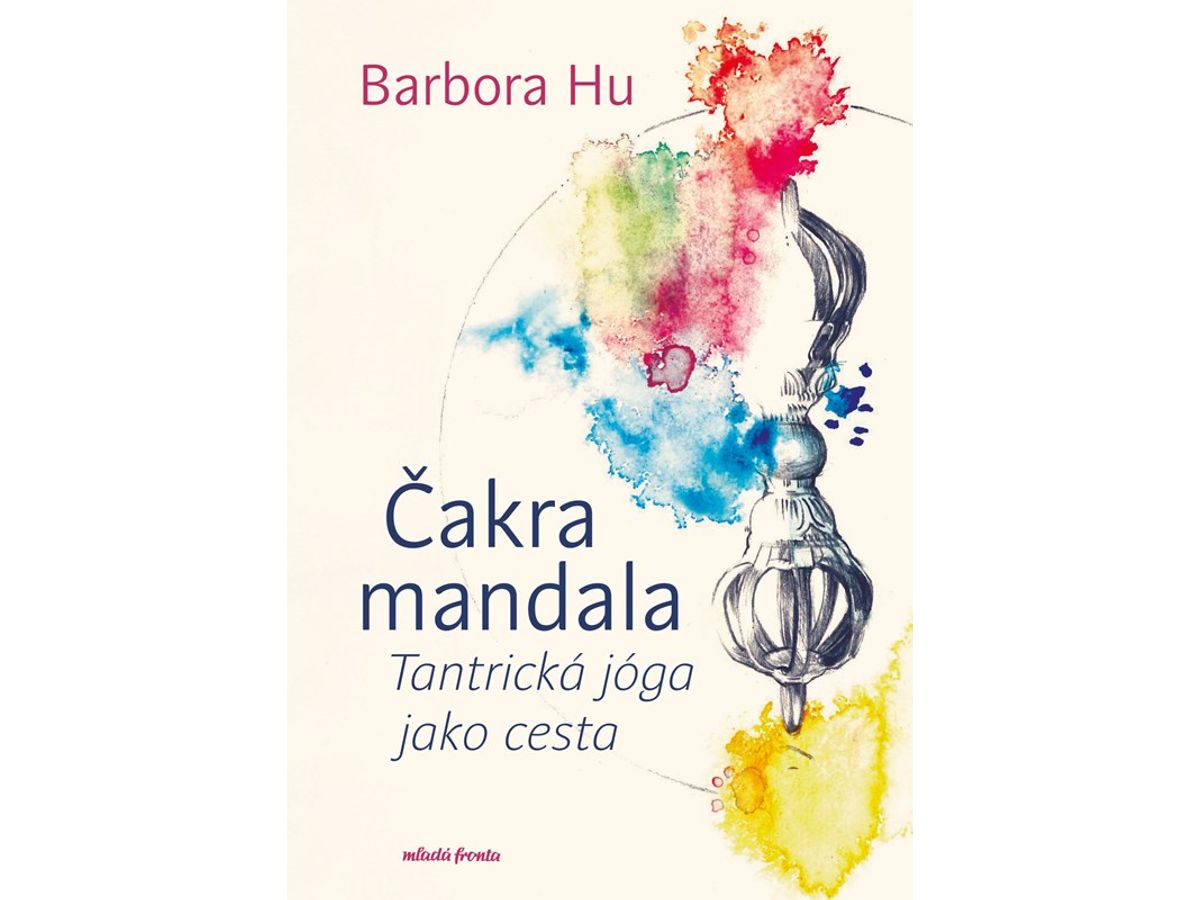 Barbora Hu
Čakra
mandala
Tantrická jóga
jako cesta
mladá fronta